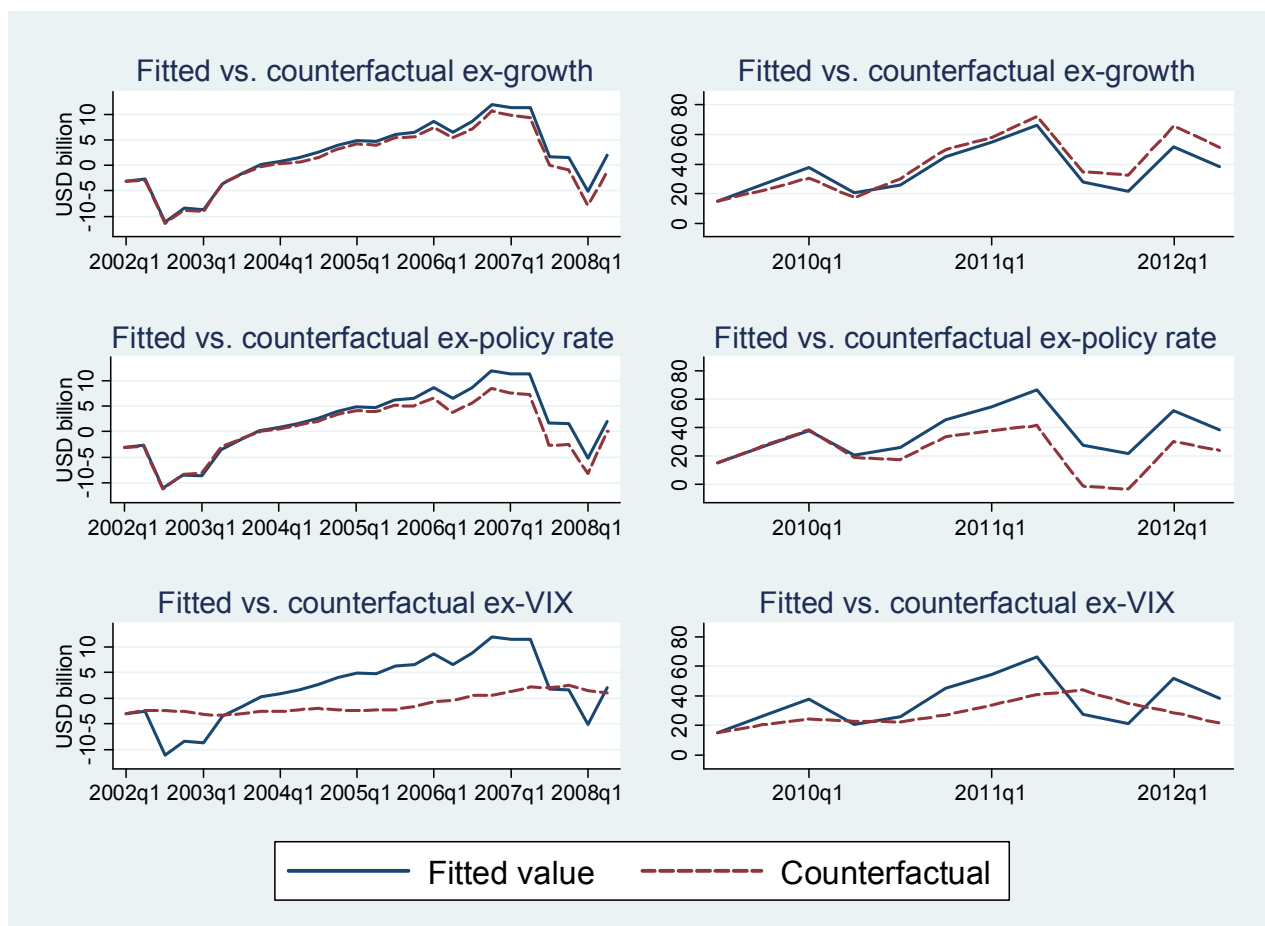 Fitted vs. counterfactual ex-growth
USD billion
-10 -5 0 5 10
2002q1 2003q1 2004q1 2005q1 2006q1 2007q1 2008q1
Fitted vs. counterfactual ex-growth
0 20 40 60 80
2010q1 2011q1 2012q1
Fitted vs. counterfactual ex-policy rate
USD billion
-10 -5 0 5 10
2002q1 2003q1 2004q1 2005q1 2006q1 2007q1 2008q1
Fitted vs. counterfactual ex-policy rate
0 20 40 60 80
2010q1 2011q1 2012q1
Fitted vs. counterfactual ex-VIX
USD billion
-10 -5 0 5 10
2002q1 2003q1 2004q1 2005q1 2006q1 2007q1 2008q1
Fitted vs. counterfactual ex-VIX
0 20 40 60 80
2010q1 2011q1 2012q1
Fitted value Counterfactual